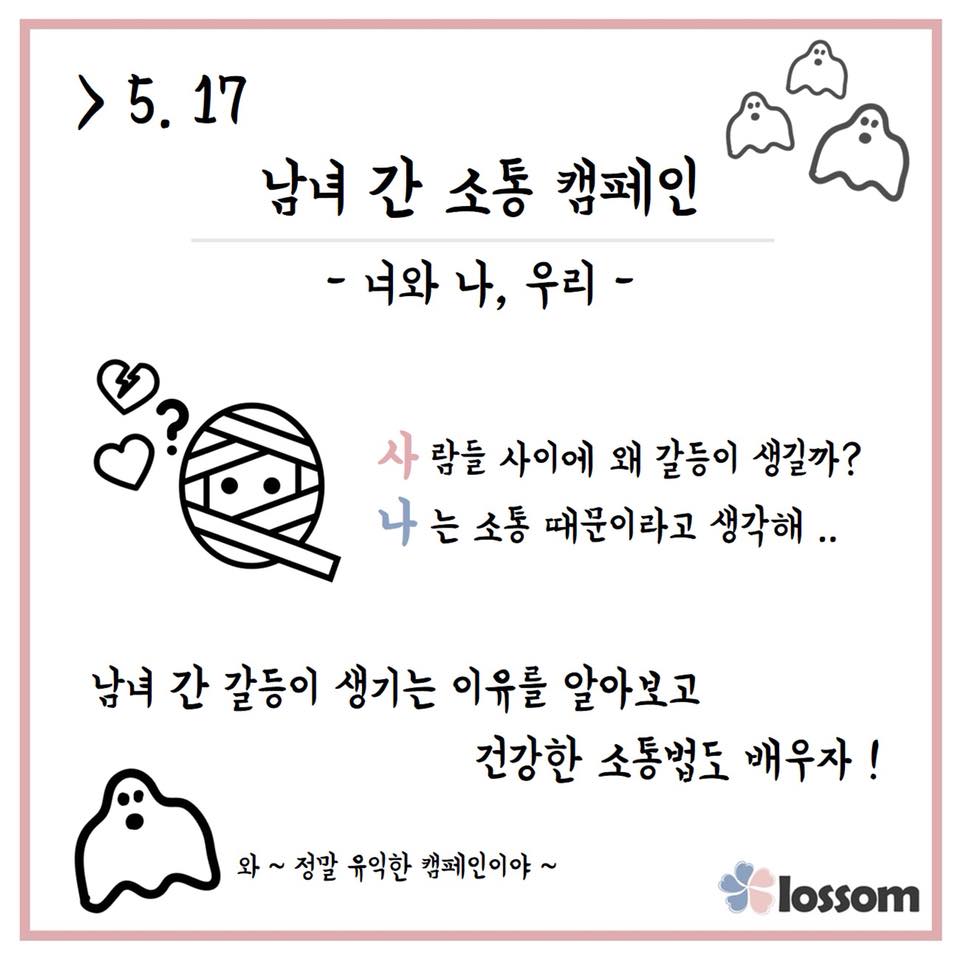 > 5. 17
남녀 간 소통 캠페인
- 너와 나, 우리 -
?
사람들 사이에 왜 갈등이 생길까?
나는 소통 때문이라고 생각해 ..
남녀 간 갈등이 생기는 이유를 알아보고
건강한 소통법도 배우자 !
와 ~ 정말 유익한 캠페인이야 ~
lossom